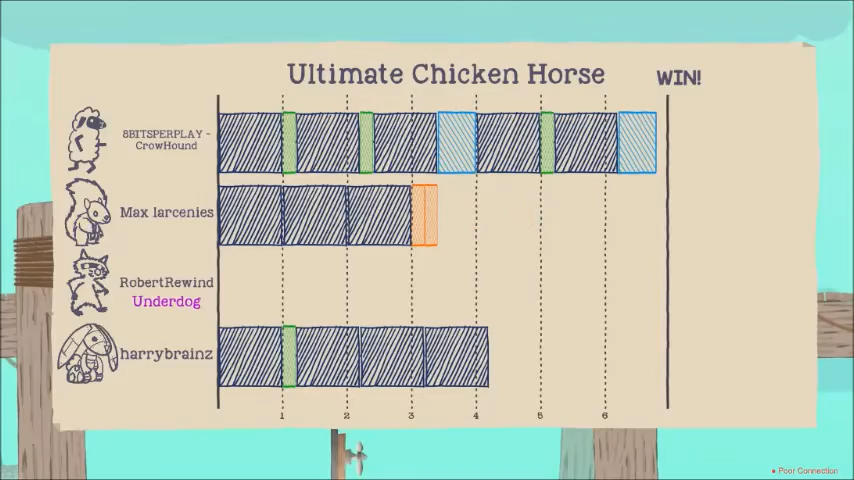 Ultimate Chicken Horse
WIN!
8BITSPERPLAY -
CrowHound
Max larcenies
RobertRewind
Underdog
harrybrainz
1 2 3 4 5 6
Poor Connection